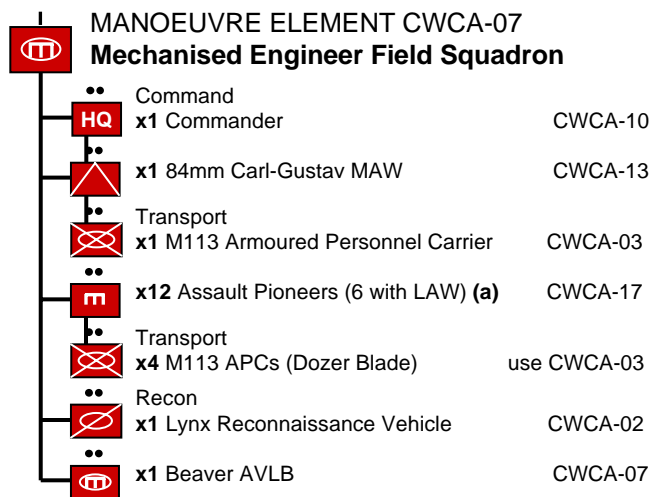 MANOEUVRE ELEMENT CWCA-07
Mechanised Engineer Field Squadron
Command
HQ x1 Commander CWCA-10
x1 84mm Carl-Gustav MAW CWCA-13
Transport
x1 M113 Armoured Personnel Carrier CWCA-03
x12 Assault Pioneers (6 with LAW) (a) CWCA-17
Transport
x4 M113 APCs (Dozer Blade) use CWCA-03
Recon
x1 Lynx Reconnaissance Vehicle CWCA-02
x1 Beaver AVLB CWCA-07